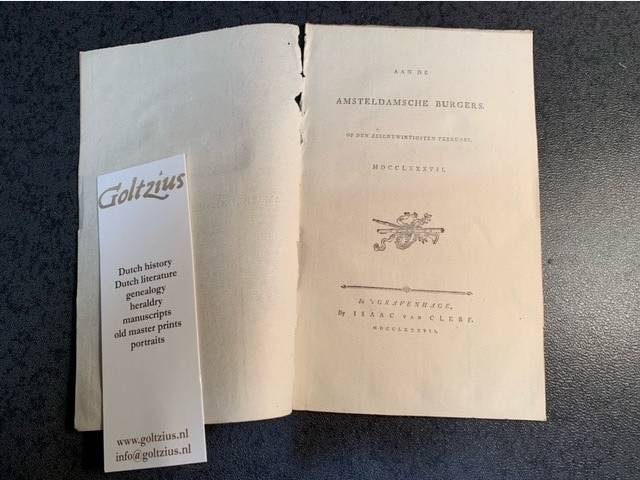 Goltzius
Dutch history
Dutch literature
genealogy
heraldry
manuscripts
old master prints
portraits
www.goltzius.nl
info@goltzius.nl
AAN DE
AMSTELDAMSCHE BURGERS.
OP DEN ZESENTWINTIGSTEN FEBRUARY,
MDCCLXXXVII.
In 's GRAVENHAGE,
By ISAAC VAN CLEEF.
MDCCLXXXVII.